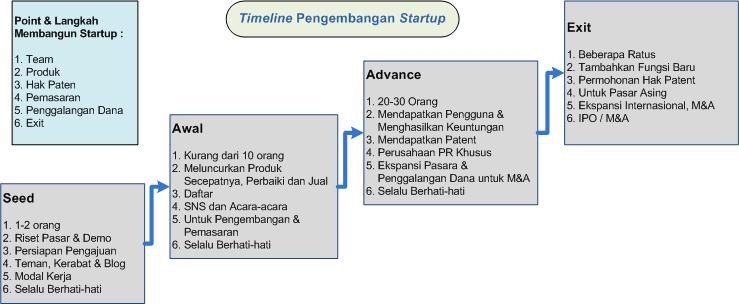 Timeline Pengembangan Startup
Point & Langkah
Membangun Startup :
1. Team
2. Produk
3. Hak Paten
4. Pemasaran
5. Penggalangan Dana
6. Exit
Seed
1. 1-2 orang
2. Riset Pasar & Demo
3. Persiapan Pengajuan
4. Teman, Kerabat & Blog
5. Modal Kerja
6. Selalu Berhati-hati
Awal
1. Kurang dari 10 orang
2. Meluncurkan Produk
Secepatnya, Perbaiki dan Jual
3. Daftar
4. SNS dan Acara-acara
5. Untuk Pengembangan &
Pemasaran
6. Selalu Berhati-hati
Advance
1. 20-30 Orang
2. Mendapatkan Pengguna &
Menghasilkan Keuntungan
3. Mendapatkan Patent
4. Perusahaan PR Khusus
5. Ekspansi Pasara &
Penggalangan Dana untuk M&A
6. Selalu Berhati-hati
Exit
1. Beberapa Ratus
2. Tambahkan Fungsi Baru
3. Permohonan Hak Patent
4. Untuk Pasar Asing
5. Ekspansi Internasional, M&A
6. IPO / M&A